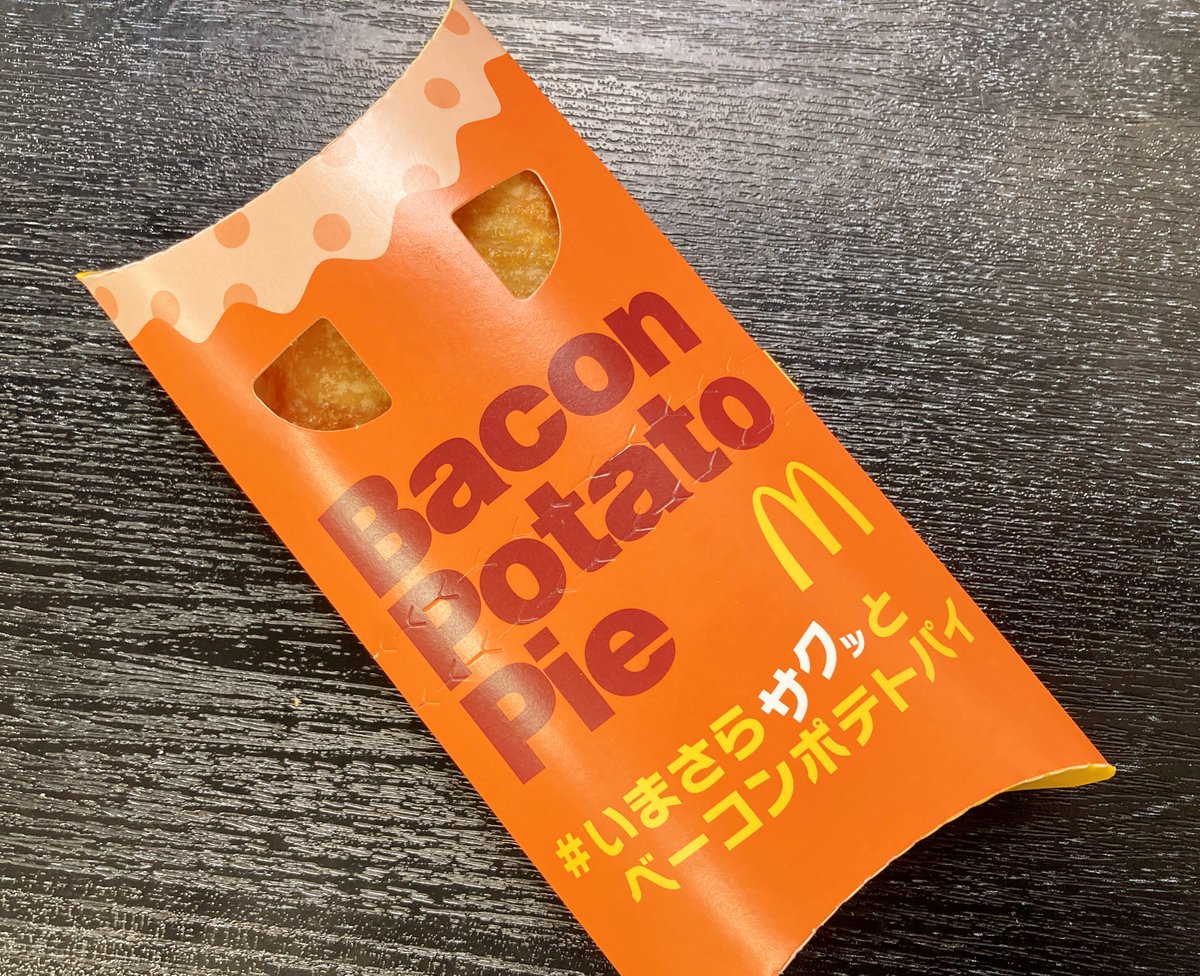 Bacon
Potato
Pie
#いまさらサクッと
ベーコンポテトパイ